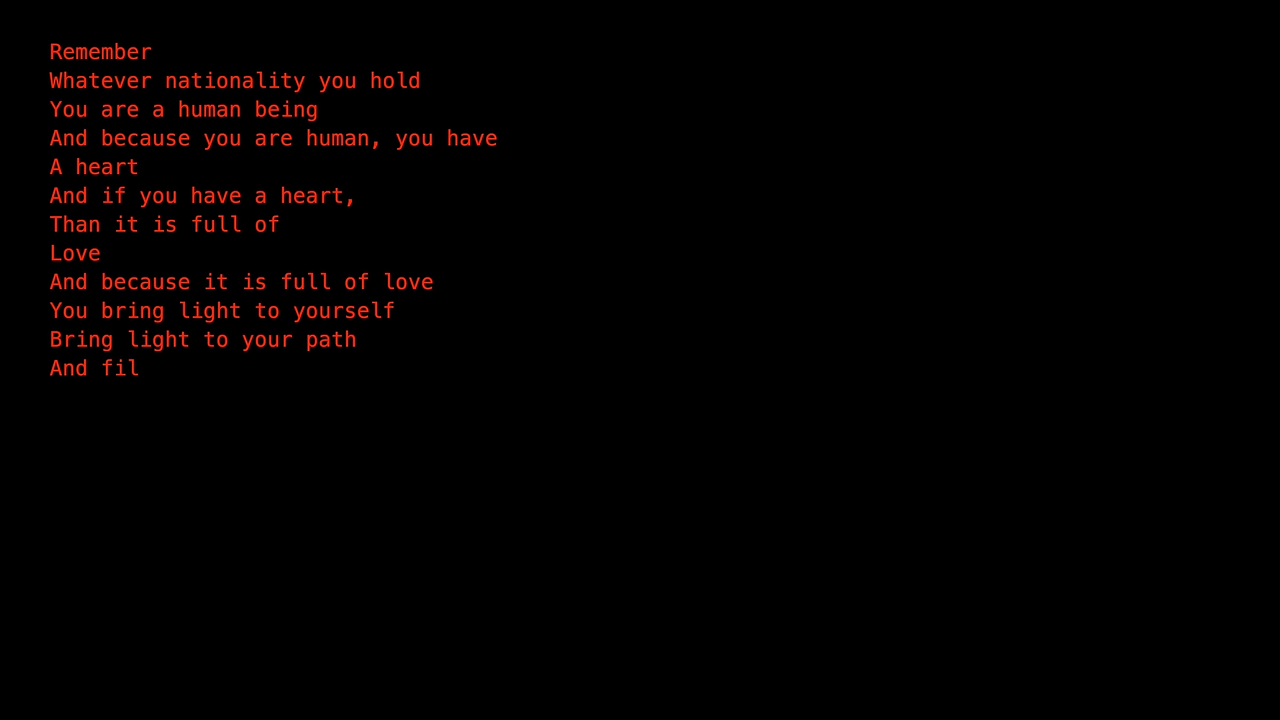 Remember
Whatever nationality you hold
You are a human being
And because you are human, you have
A heart
And if you have a heart,
Than it is full of
Love
And because it is full of love
You bring light to yourself
Bring light to your path
And fil